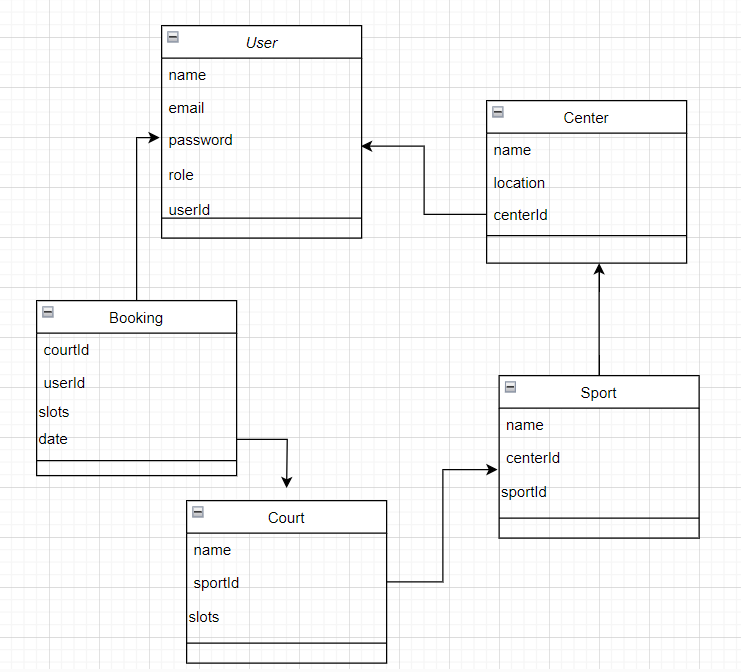 User
name
email
password
role
userId
Center
name
location
centerId
Booking
courtId
userId
slots
date
Sport
name
centerId
sportId
Court
name
sportId
slots